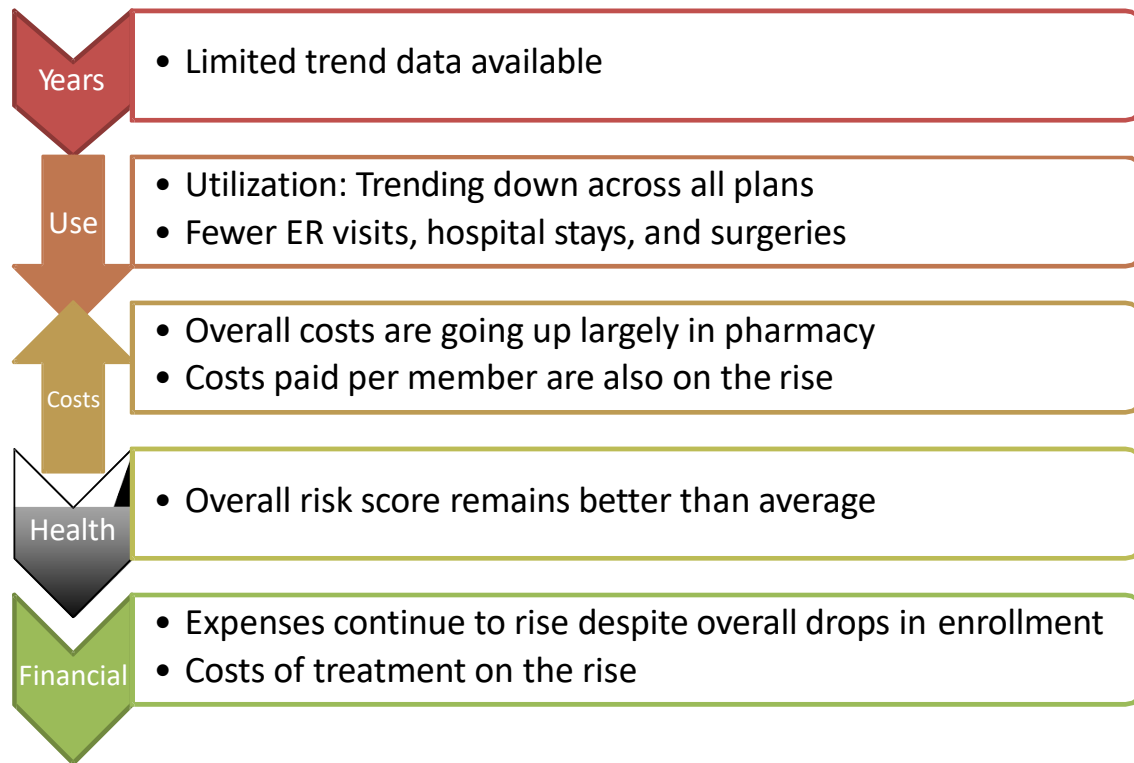 Years
• Limited trend data available
Use
• Utilization: Trending down across all plans
• Fewer ER visits, hospital stays, and surgeries
Costs
• Overall costs are going up largely in pharmacy
• Costs paid per member are also on the rise
Health
• Overall risk score remains better than average
Financial
• Expenses continue to rise despite overall drops in enrollment
• Costs of treatment on the rise